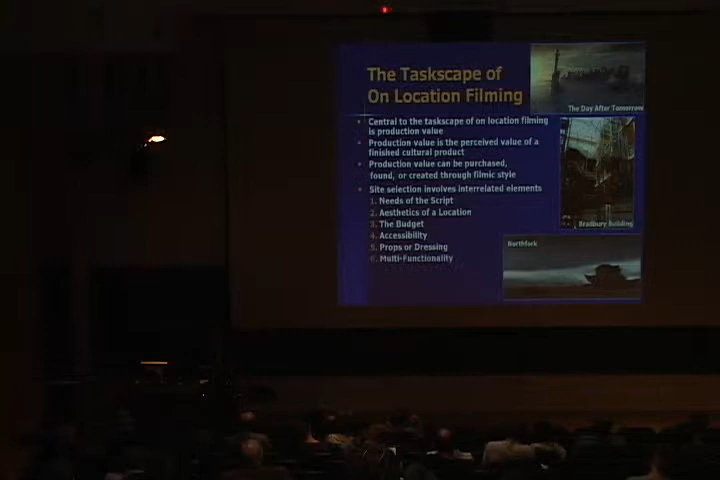 The Taskscape of
On Location Filming
The Day After Tomorrow
• Central to the taskscape of on location filming
is production value
• Production value is the perceived value of a
finished cultural product
• Production value can be purchased,
found, or created through filmic style
• Site selection involves interrelated elements
1. Needs of the Script
2. Aesthetics of a Location
3. The Budget
4. Accessibility
5. Props or Dressing
6. Multi-Functionality
Bradbury Building
Northfork